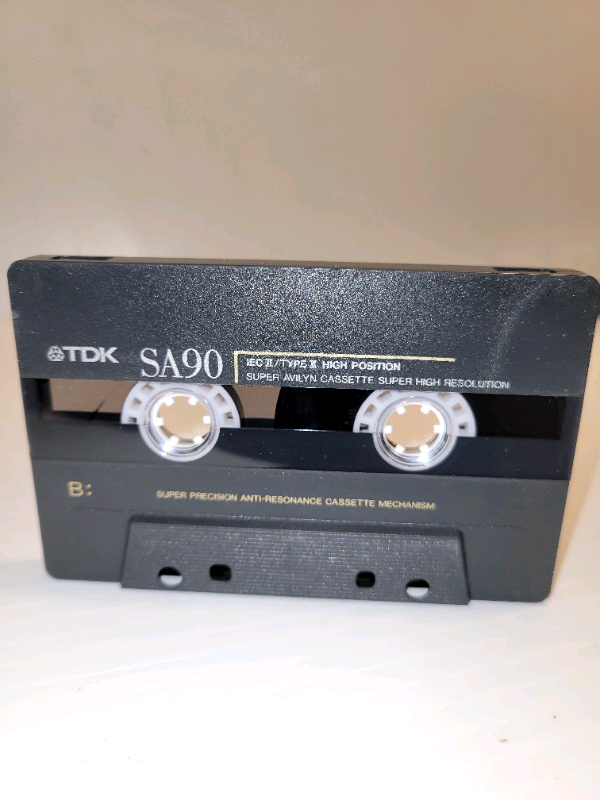 TDK SA90
IEC II/TYPE II HIGH POSITION
SUPER AVILYN CASSETTE SUPER HIGH RESOLUTION
B:
SUPER PRECISION ANTI-RESONANCE CASSETTE MECHANISM